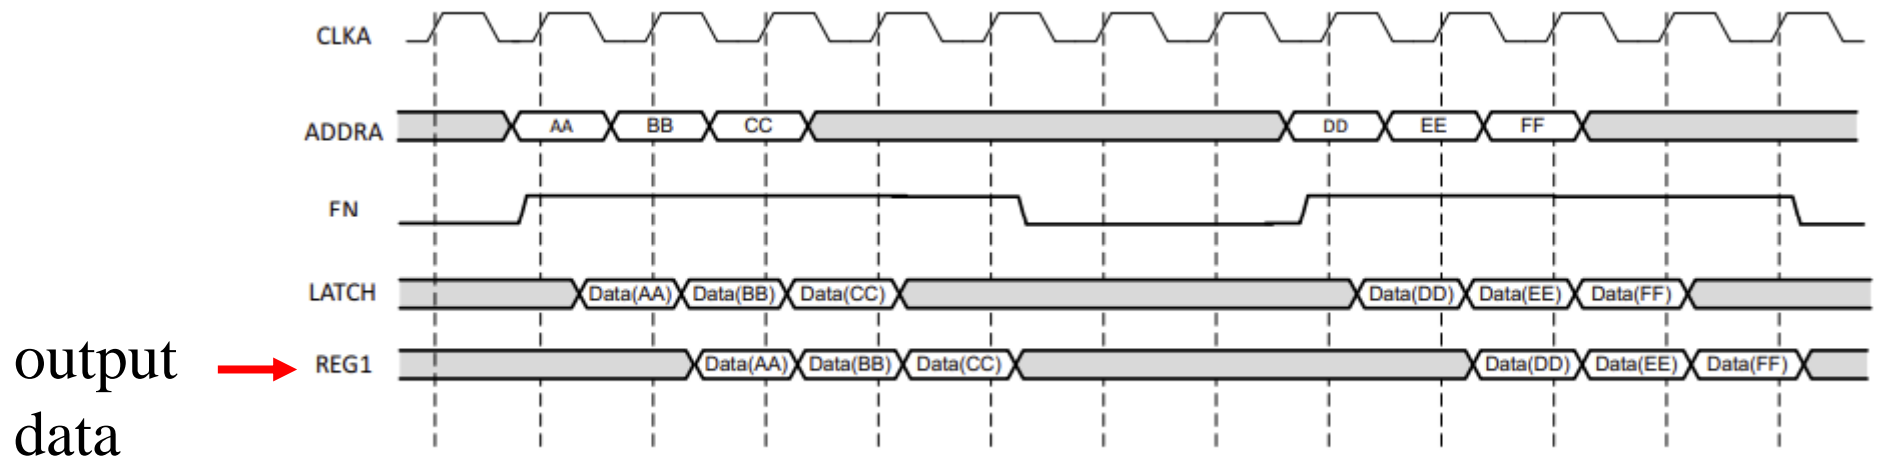 CLKA
ADDRA AA BB CC DD EE FF
FN
LATCH Data(AA) Data(BB) Data(CC) Data(DD) Data(EE) Data(FF)
output
REG1 Data(AA) Data(BB) Data(CC) Data(DD) Data(EE) Data(FF)
data